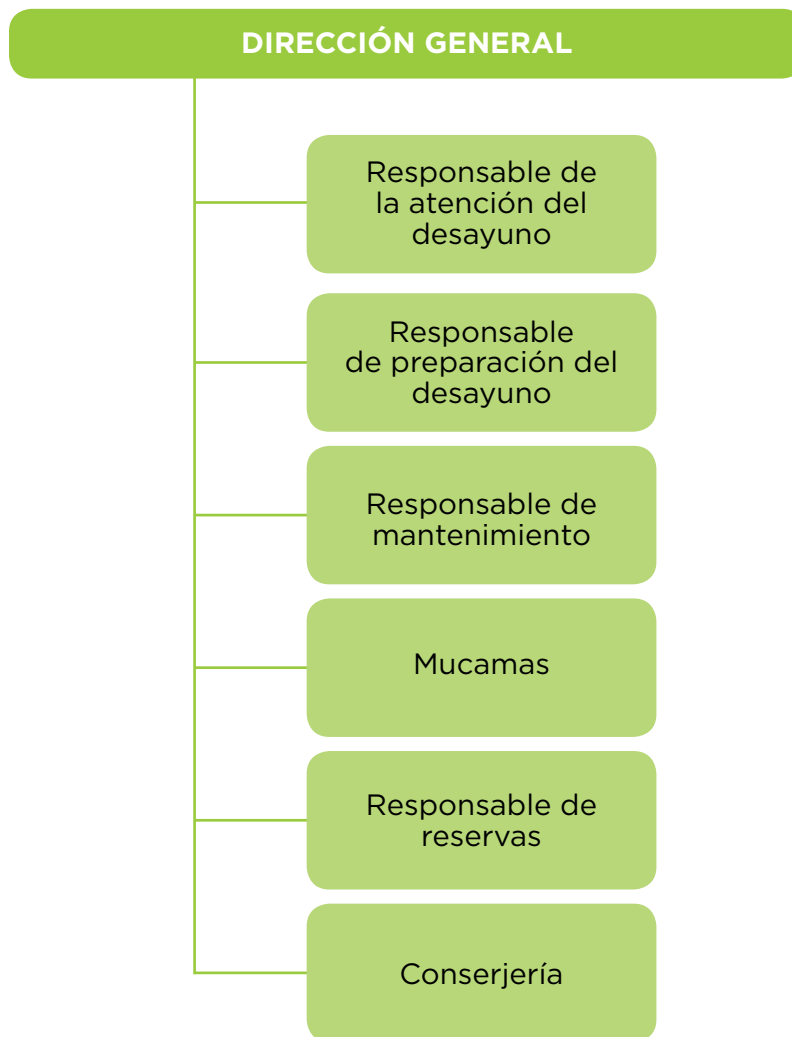 DIRECCIÓN GENERAL
Responsable de
la atención del
desayuno
Responsable
de preparación del
desayuno
Responsable de
mantenimiento
Mucamas
Responsable de
reservas
Conserjería